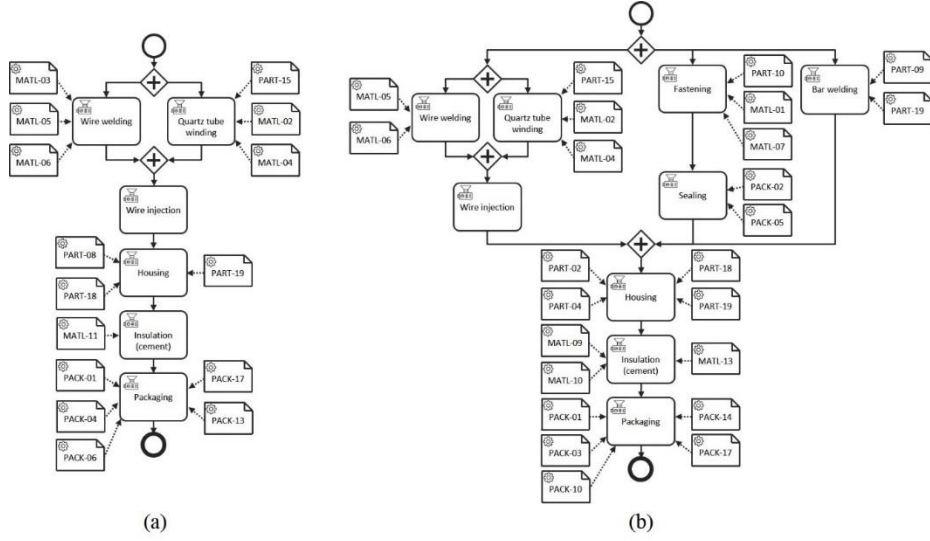 MATL-03
PART-15
MATL-05
Wire welding
Quartz tube
winding
MATL-02
MATL-06
MATL-04
Wire injection
PART-08
PART-19
Housing
PART-18
MATL-11
Insulation
(cement)
PACK-01
PACK-17
Packaging
PACK-04
PACK-13
PACK-06
(a)
MATL-05
PART-15
PART-10
PART-09
Wire welding
Quartz tube
winding
MATL-02
Fastening
MATL-01
Bar welding
PART-19
MATL-06
MATL-04
MATL-07
Wire injection
Sealing
PACK-02
PACK-05
PART-02
PART-18
Housing
PART-04
PART-19
MATL-09
Insulation
(cement)
MATL-13
MATL-10
PACK-01
PACK-14
Packaging
PACK-03
PACK-17
PACK-10
(b)